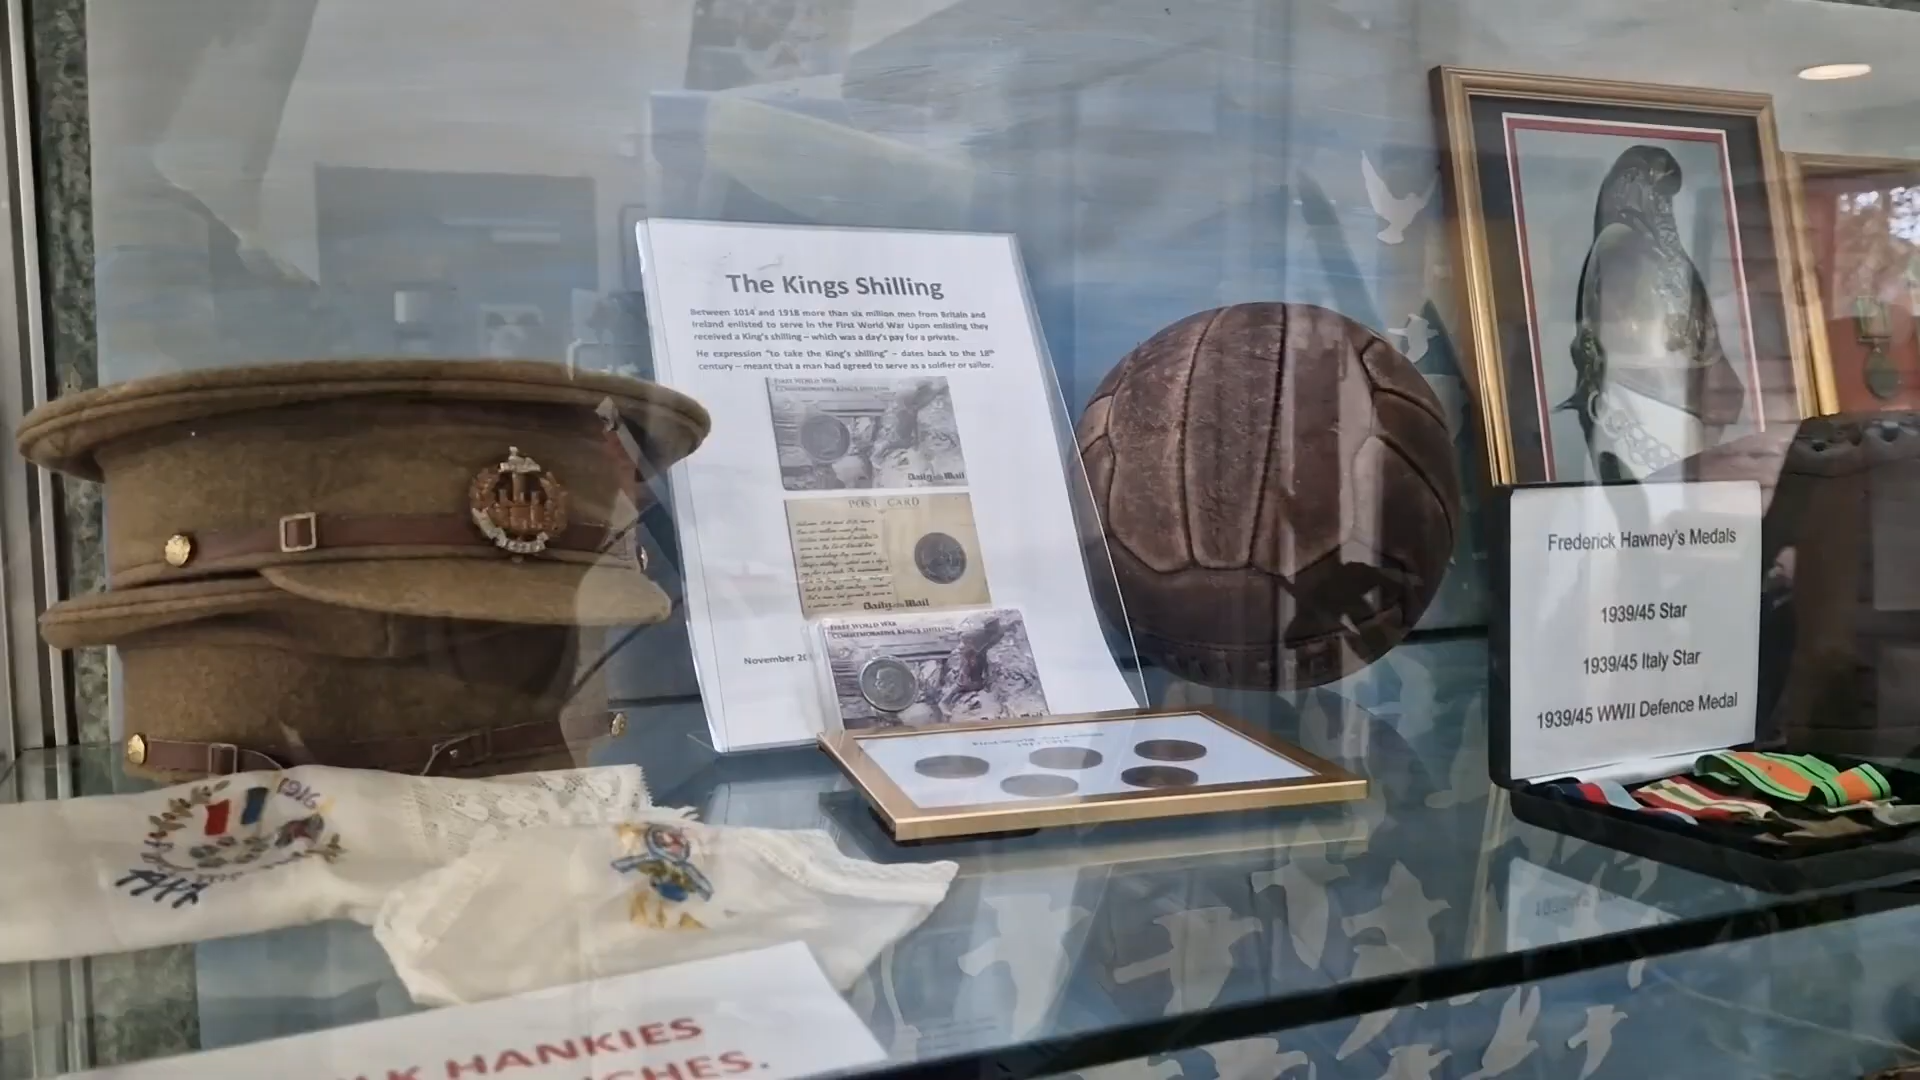 The Kings Shilling
Between 1014 and 1918 more than six million men from Britain and
Ireland enlisted to serve in the First World War Upon enlisting they
received a King's shilling – which was a day's pay for a private.
He expression "to take the King's shilling" – dates back to the 18th
century – meant that a man had agreed to serve as a soldier or sailor.
FIRST WORLD WAR
COMMEMORATIVE KING'S SHILLING
Daily Mail
POST CARD
Daily Mail
FIRST WORLD WAR
COMMEMORATIVE KING'S SHILLING
November
Frederick Hawney's Medals
1939/45 Star
1939/45 Italy Star
1939/45 WWII Defence Medal
1916
1917
HANKIES